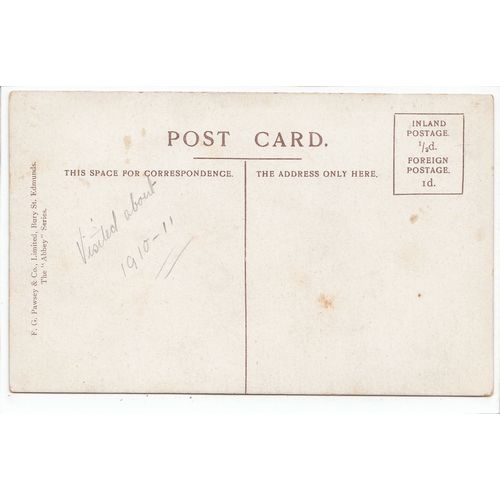 POST CARD.
THIS SPACE FOR CORRESPONDENCE.
THE ADDRESS ONLY HERE.
INLAND
POSTAGE.
½d.
FOREIGN
POSTAGE.
1d.
Visited about
1910-11
F. G. Pawsey & Co., Limited, Bury St. Edmunds.
The "Abbey" Series.